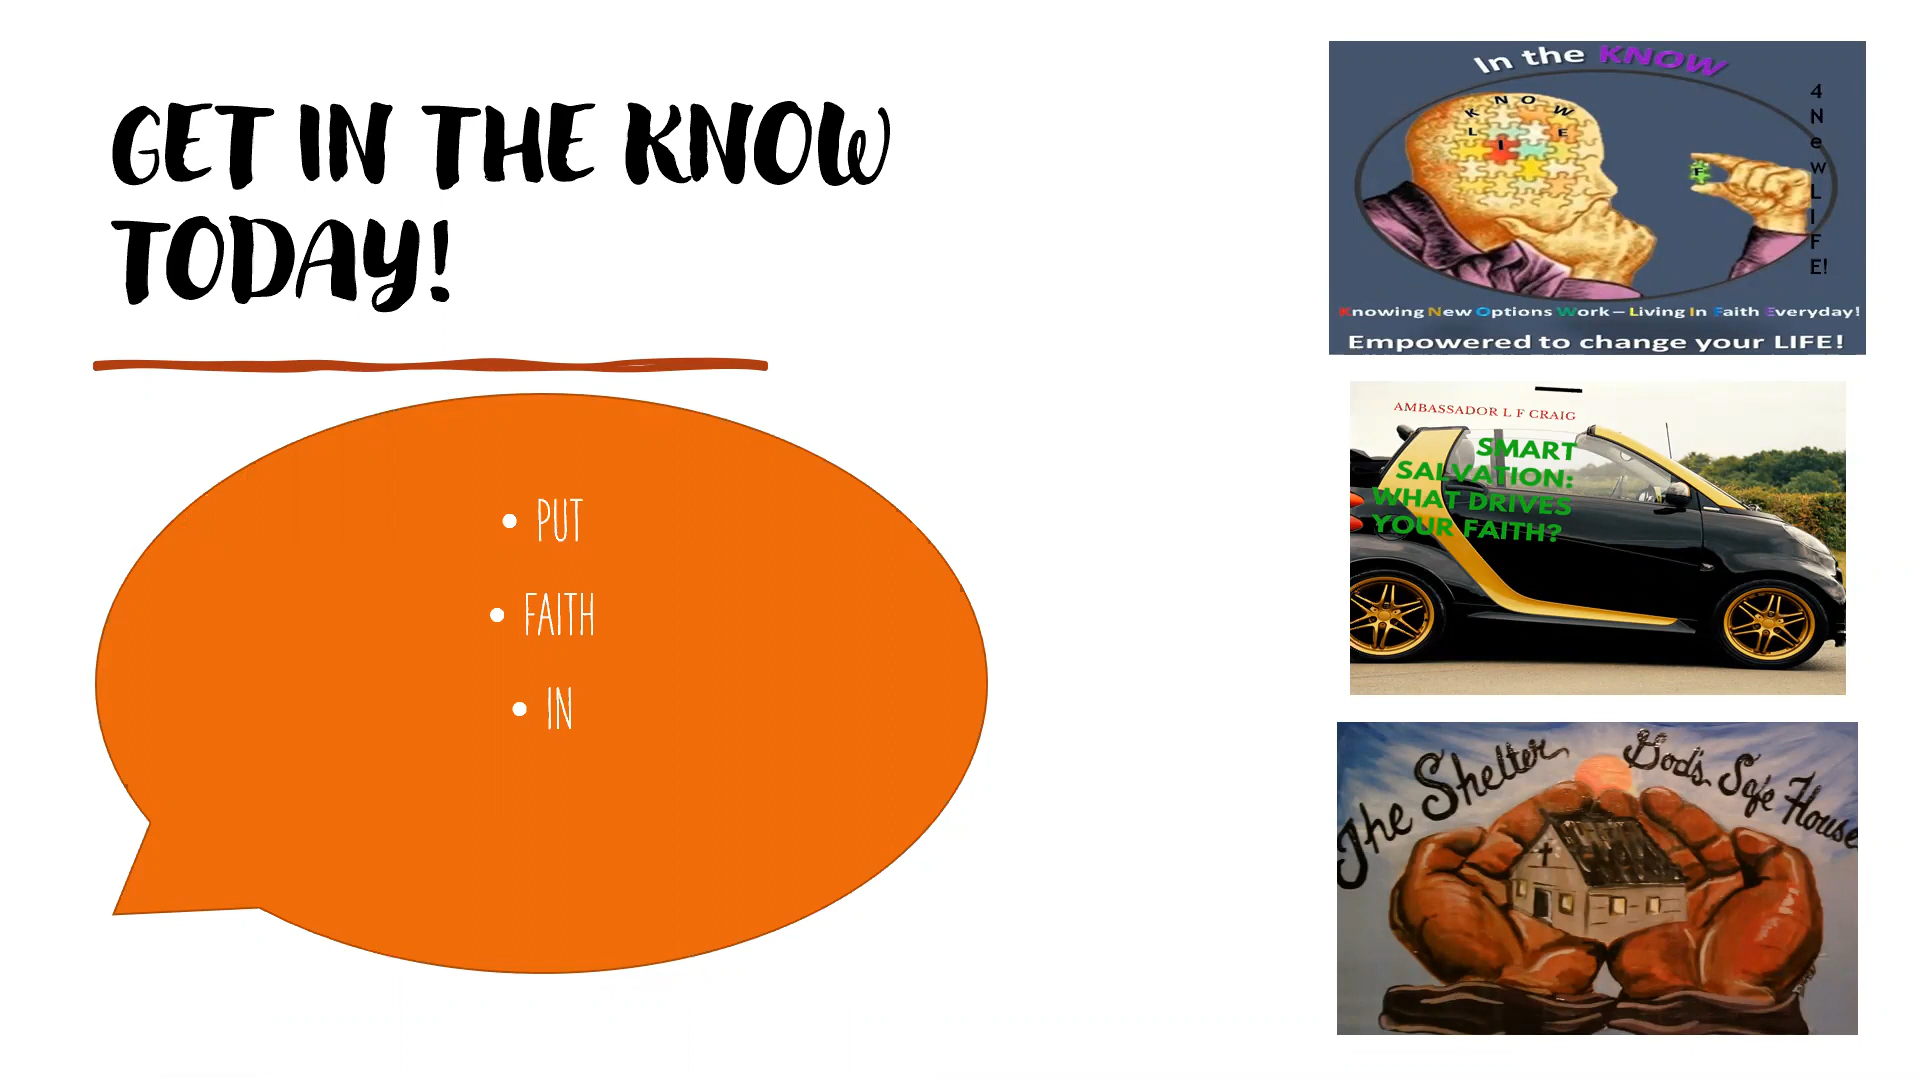 GET IN THE KNOW
TODAY!
• PUT
• FAITH
• IN
In the KNOW
K N O W
L I F E
F
4 N e w L I F E!
Knowing New Options Work – Living In Faith Everyday!
Empowered to change your LIFE!
AMBASSADOR L F CRAIG
SMART
SALVATION:
WHAT DRIVES
YOUR FAITH?
The Shelter God's Safe House